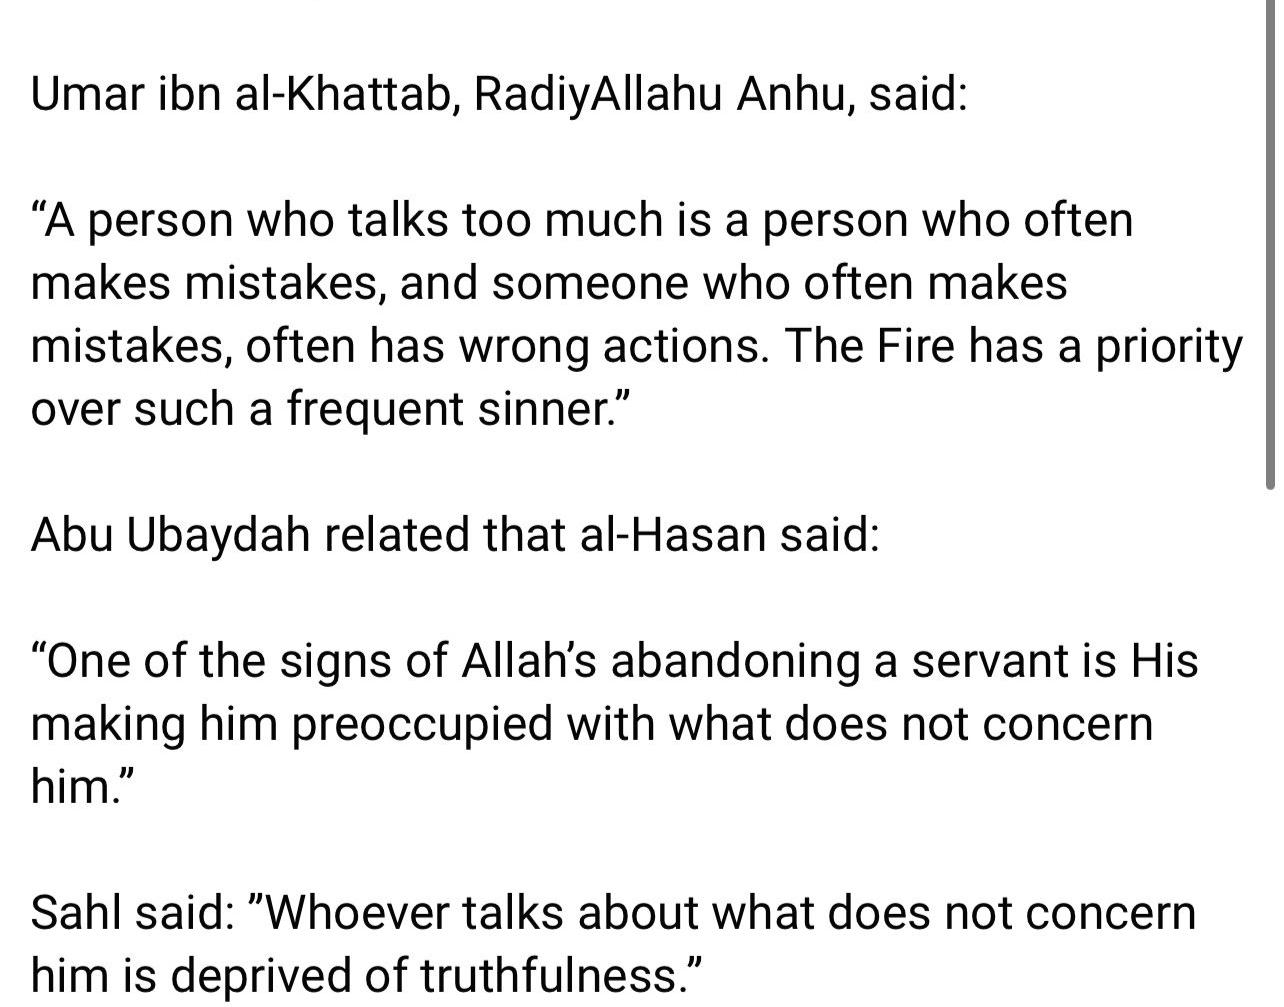 Umar ibn al-Khattab, RadiyAllahu Anhu, said:
“A person who talks too much is a person who often
makes mistakes, and someone who often makes
mistakes, often has wrong actions. The Fire has a priority
over such a frequent sinner.”
Abu Ubaydah related that al-Hasan said:
“One of the signs of Allah’s abandoning a servant is His
making him preoccupied with what does not concern
him.”
Sahl said: ”Whoever talks about what does not concern
him is deprived of truthfulness.”